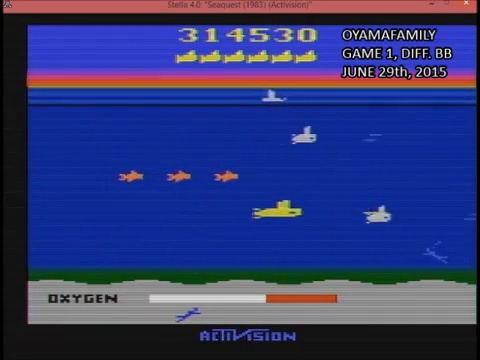 Stella 4.0: "Seaquest (1983) (Activision)"
314530
OYAMAFAMILY
GAME 1, DIFF. BB
JUNE 29th, 2015
OXYGEN
ACTIVISION